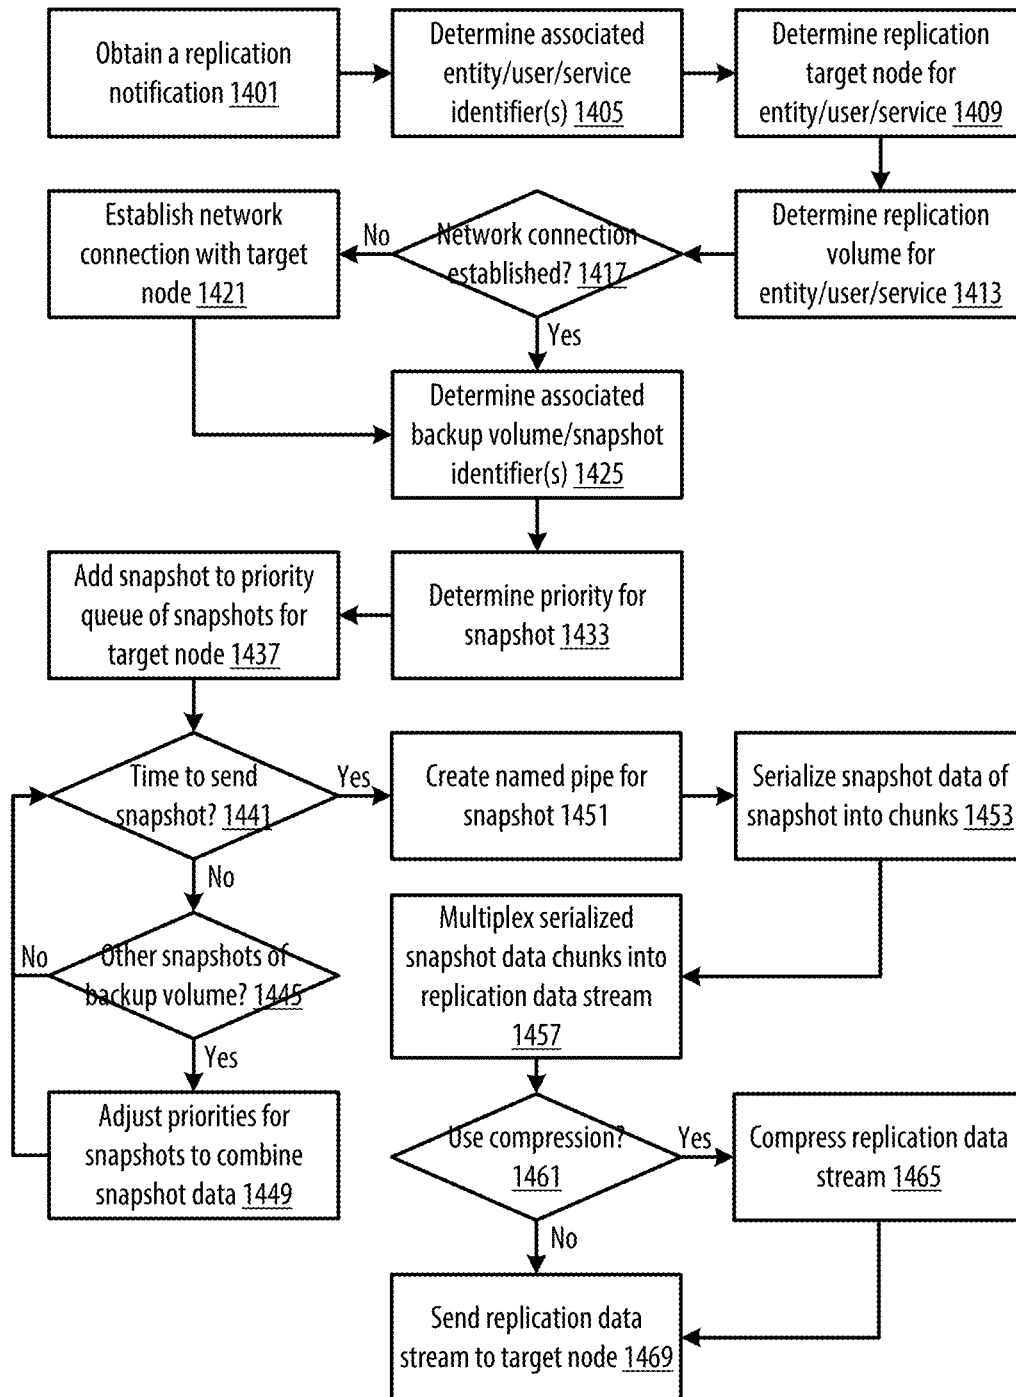 Obtain a replication
notification 1401
Determine associated
entity/user/service
identifier(s) 1405
Determine replication
target node for
entity/user/service 1409
Establish network
connection with target
node 1421
No
Network connection
established? 1417
Determine replication
volume for
entity/user/service 1413
Yes
Determine associated
backup volume/snapshot
identifier(s) 1425
Add snapshot to priority
queue of snapshots for
target node 1437
Determine priority for
snapshot 1433
Time to send
snapshot? 1441
Yes
Create named pipe for
snapshot 1451
Serialize snapshot data of
snapshot into chunks 1453
No
Other snapshots of
backup volume? 1445
No
Multiplex serialized
snapshot data chunks into
replication data stream
1457
Yes
Adjust priorities for
snapshots to combine
snapshot data 1449
Use compression?
1461
Yes
Compress replication data
stream 1465
No
Send replication data
stream to target node 1469